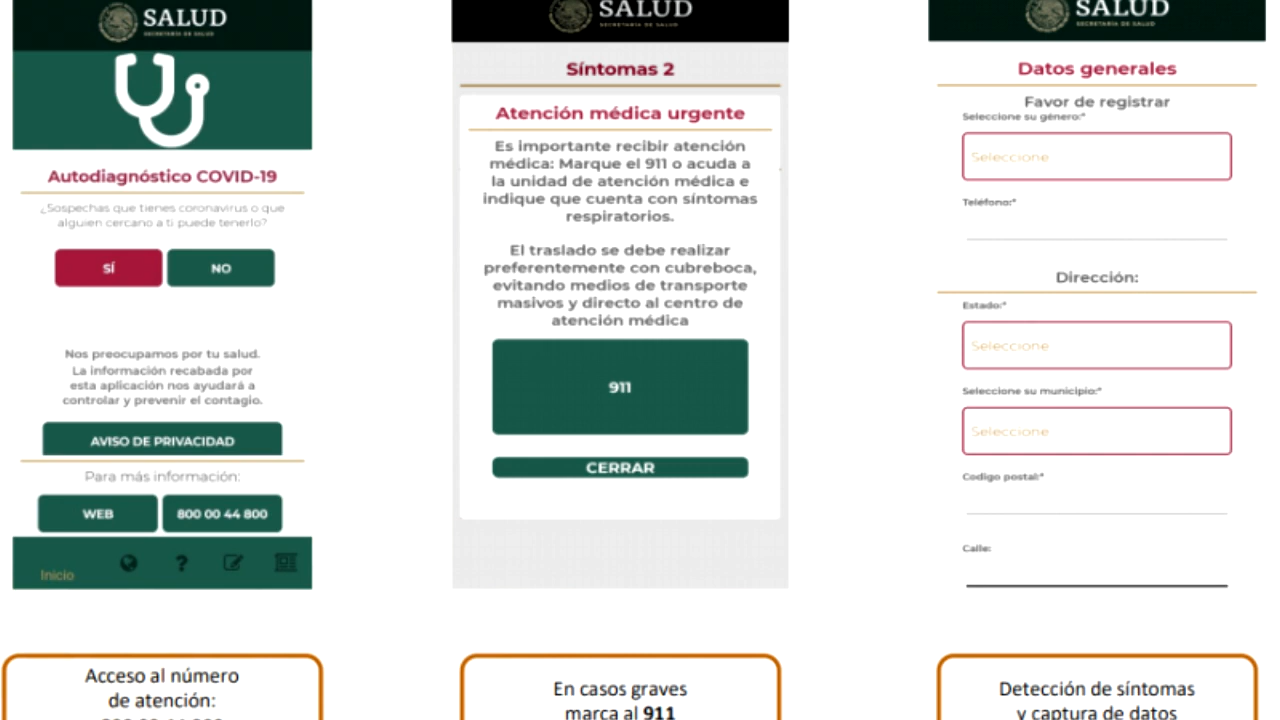 SALUD
SECRETARÍA DE SALUD
Autodiagnóstico COVID-19
¿Sospechas que tienes coronavirus o que
alguien cercano a ti puede tenerlo?
SÍ
NO
Nos preocupamos por tu salud.
La información recabada por
esta aplicación nos ayudará a
controlar y prevenir el contagio.
AVISO DE PRIVACIDAD
Para más información:
WEB
800 00 44 800
Inicio
Acceso al número
de atención:
800 00 44 800
SALUD
SECRETARÍA DE SALUD
Síntomas 2
Atención médica urgente
Es importante recibir atención
médica: Marque el 911 o acuda a
la unidad de atención médica e
indique que cuenta con síntomas
respiratorios.
El traslado se debe realizar
preferentemente con cubreboca,
evitando medios de transporte
masivos y directo al centro de
atención médica
911
CERRAR
En casos graves
marca al 911
SALUD
SECRETARÍA DE SALUD
Datos generales
Favor de registrar
Seleccione su género:*
Seleccione
Teléfono:*
Dirección:
Estado:*
Seleccione
Seleccione su municipio:*
Seleccione
Codigo postal:*
Calle:
Detección de síntomas
y captura de datos